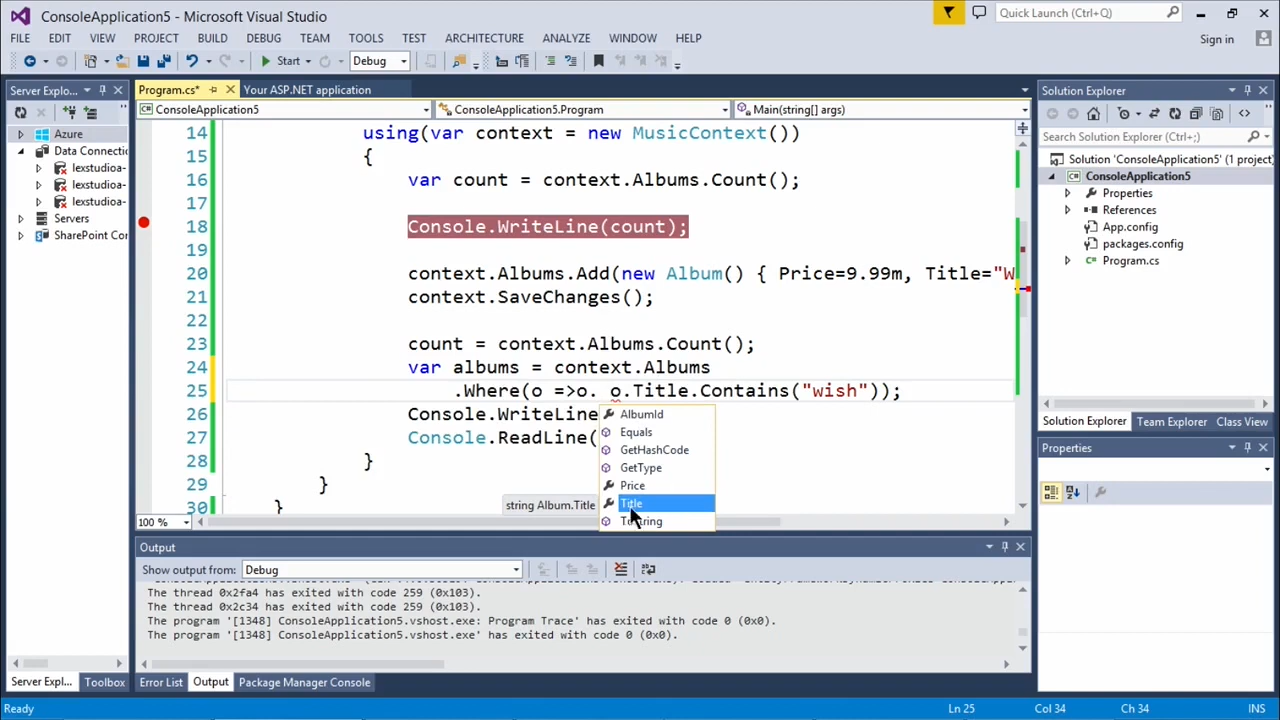 ConsoleApplication5 - Microsoft Visual Studio
Quick Launch (Ctrl+Q)
FILE EDIT VIEW PROJECT BUILD DEBUG TEAM TOOLS TEST ARCHITECTURE ANALYZE WINDOW HELP
Sign in
Start Debug
Server Explo...
Azure
Data Connectio
lexstudioa-
lexstudioa-
lexstudioa-
Servers
SharePoint Cor
Program.cs* Your ASP.NET application
ConsoleApplication5 ConsoleApplication5.Program Main(string[] args)
14 using(var context = new MusicContext())
15 {
16 var count = context.Albums.Count();
17
18 Console.WriteLine(count);
19
20 context.Albums.Add(new Album() { Price=9.99m, Title="W
21 context.SaveChanges();
22
23 count = context.Albums.Count();
24 var albums = context.Albums
25 .Where(o =>o. o.Title.Contains("wish"));
26 Console.WriteLine
27 Console.ReadLine(
28 }
29 }
30 }
AlbumId
Equals
GetHashCode
GetType
Price
Title
ToString
string Album.Title
100 %
Output
Show output from: Debug
The thread 0x2fa4 has exited with code 259 (0x103).
The thread 0x2c34 has exited with code 259 (0x103).
The program '[1348] ConsoleApplication5.vshost.exe: Program Trace' has exited with code 0 (0x0).
The program '[1348] ConsoleApplication5.vshost.exe' has exited with code 0 (0x0).
Server Expl... Toolbox Error List Output Package Manager Console
Solution Explorer
Search Solution Explorer (Ctrl+;)
Solution 'ConsoleApplication5' (1 project)
ConsoleApplication5
Properties
References
App.config
packages.config
Program.cs
Solution Explorer Team Explorer Class View
Properties
Ready Ln 25 Col 34 Ch 34 INS